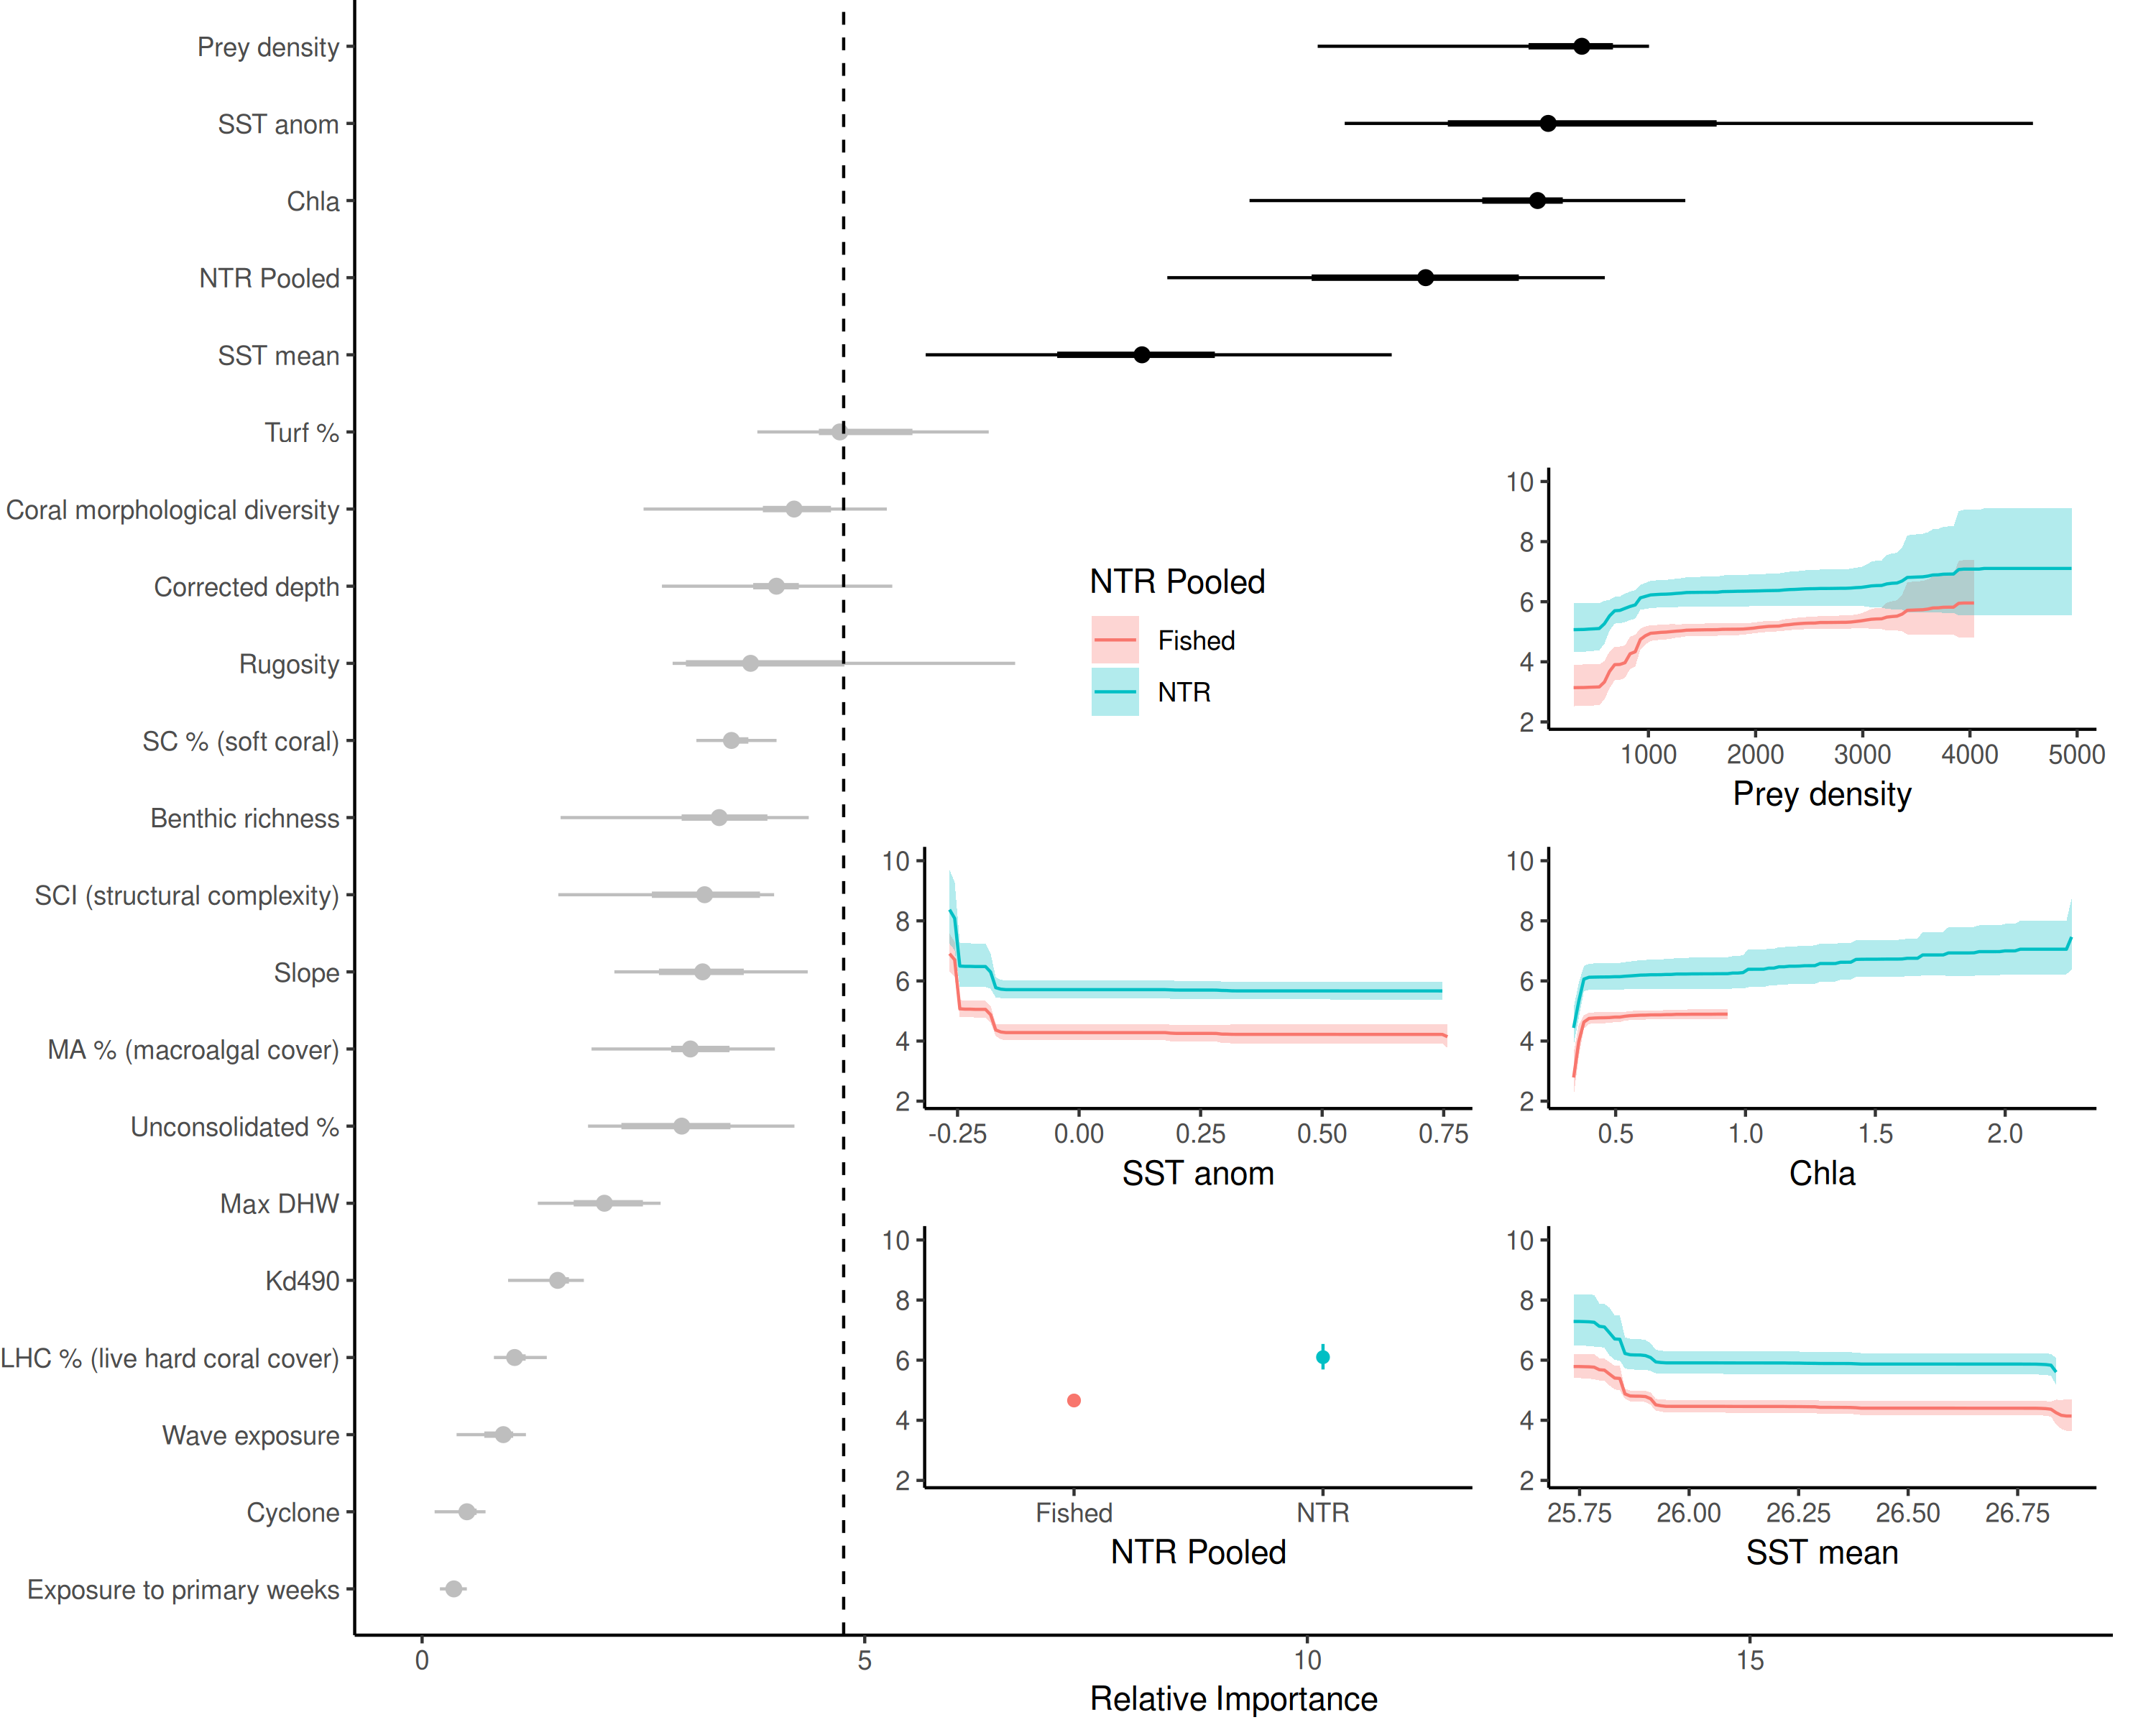 Prey density
SST anom
Chla
NTR Pooled
SST mean
Turf %
Coral morphological diversity
Corrected depth
Rugosity
SC % (soft coral)
Benthic richness
SCI (structural complexity)
Slope
MA % (macroalgal cover)
Unconsolidated %
Max DHW
Kd490
LHC % (live hard coral cover)
Wave exposure
Cyclone
Exposure to primary weeks
0 5 10 15
Relative Importance
NTR Pooled
Fished
NTR
10
8
6
4
2
1000 2000 3000 4000 5000
Prey density
10
8
6
4
2
-0.25 0.00 0.25 0.50 0.75
SST anom
10
8
6
4
2
0.5 1.0 1.5 2.0
Chla
10
8
6
4
2
Fished NTR
NTR Pooled
10
8
6
4
2
25.75 26.00 26.25 26.50 26.75
SST mean